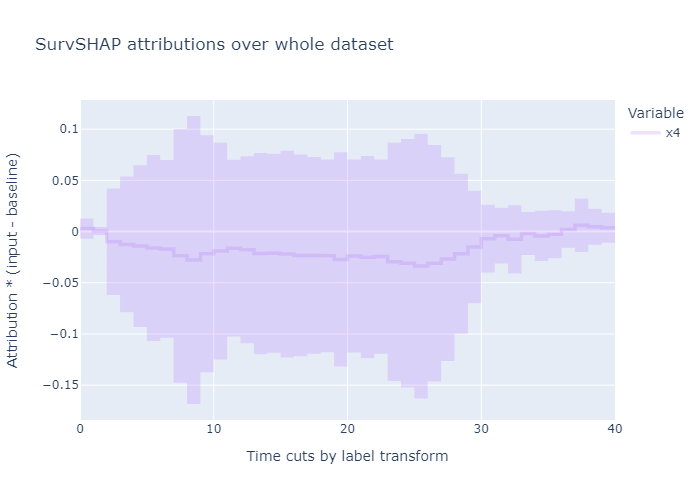 SurvSHAP attributions over whole dataset
Variable
x4
Attribution * (input - baseline)
0.1
0.05
0
−0.05
−0.1
−0.15
0 10 20 30 40
Time cuts by label transform